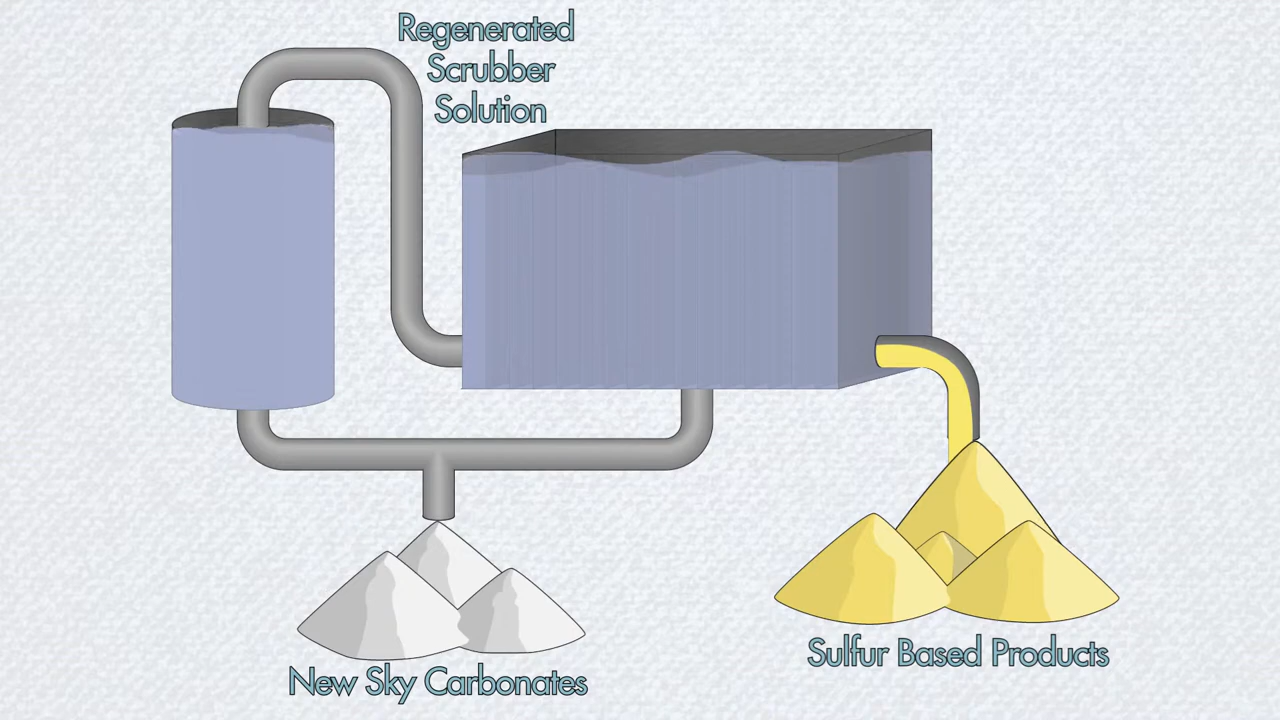 Regenerated
Scrubber
Solution
New Sky Carbonates
Sulfur Based Products